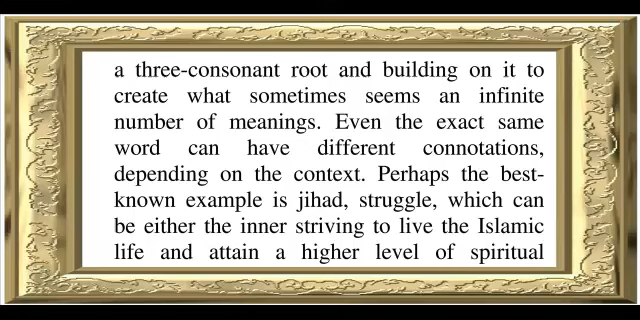 a three-consonant root and building on it to
create what sometimes seems an infinite
number of meanings. Even the exact same
word can have different connotations,
depending on the context. Perhaps the best-
known example is jihad, struggle, which can
be either the inner striving to live the Islamic
life and attain a higher level of spiritual